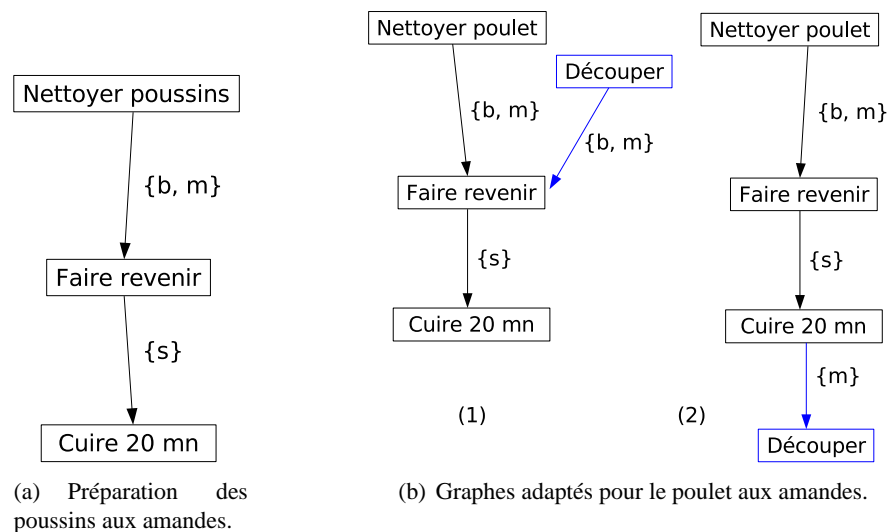 Nettoyer poussins
{b, m}
Faire revenir
{s}
Cuire 20 mn
(a) Préparation des
poussins aux amandes.
Nettoyer poulet
Découper
{b, m}
{b, m}
Faire revenir
{s}
Cuire 20 mn
(1)
Nettoyer poulet
{b, m}
Faire revenir
{s}
Cuire 20 mn
{m}
(2)
Découper
(b) Graphes adaptés pour le poulet aux amandes.